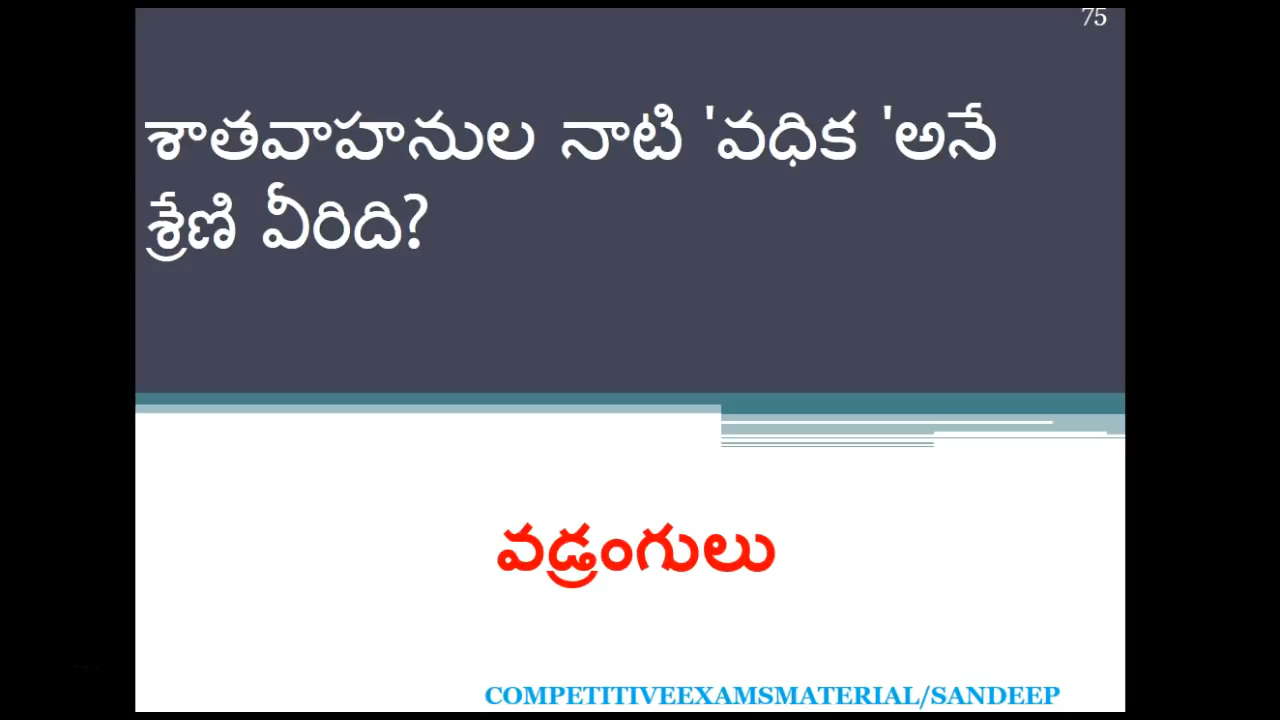 75
శాతవాహనుల నాటి 'వధిక 'అనే
శ్రేణి వీరిది?
వడ్రంగులు
COMPETITIVEEXAMSMATERIAL/SANDEEP